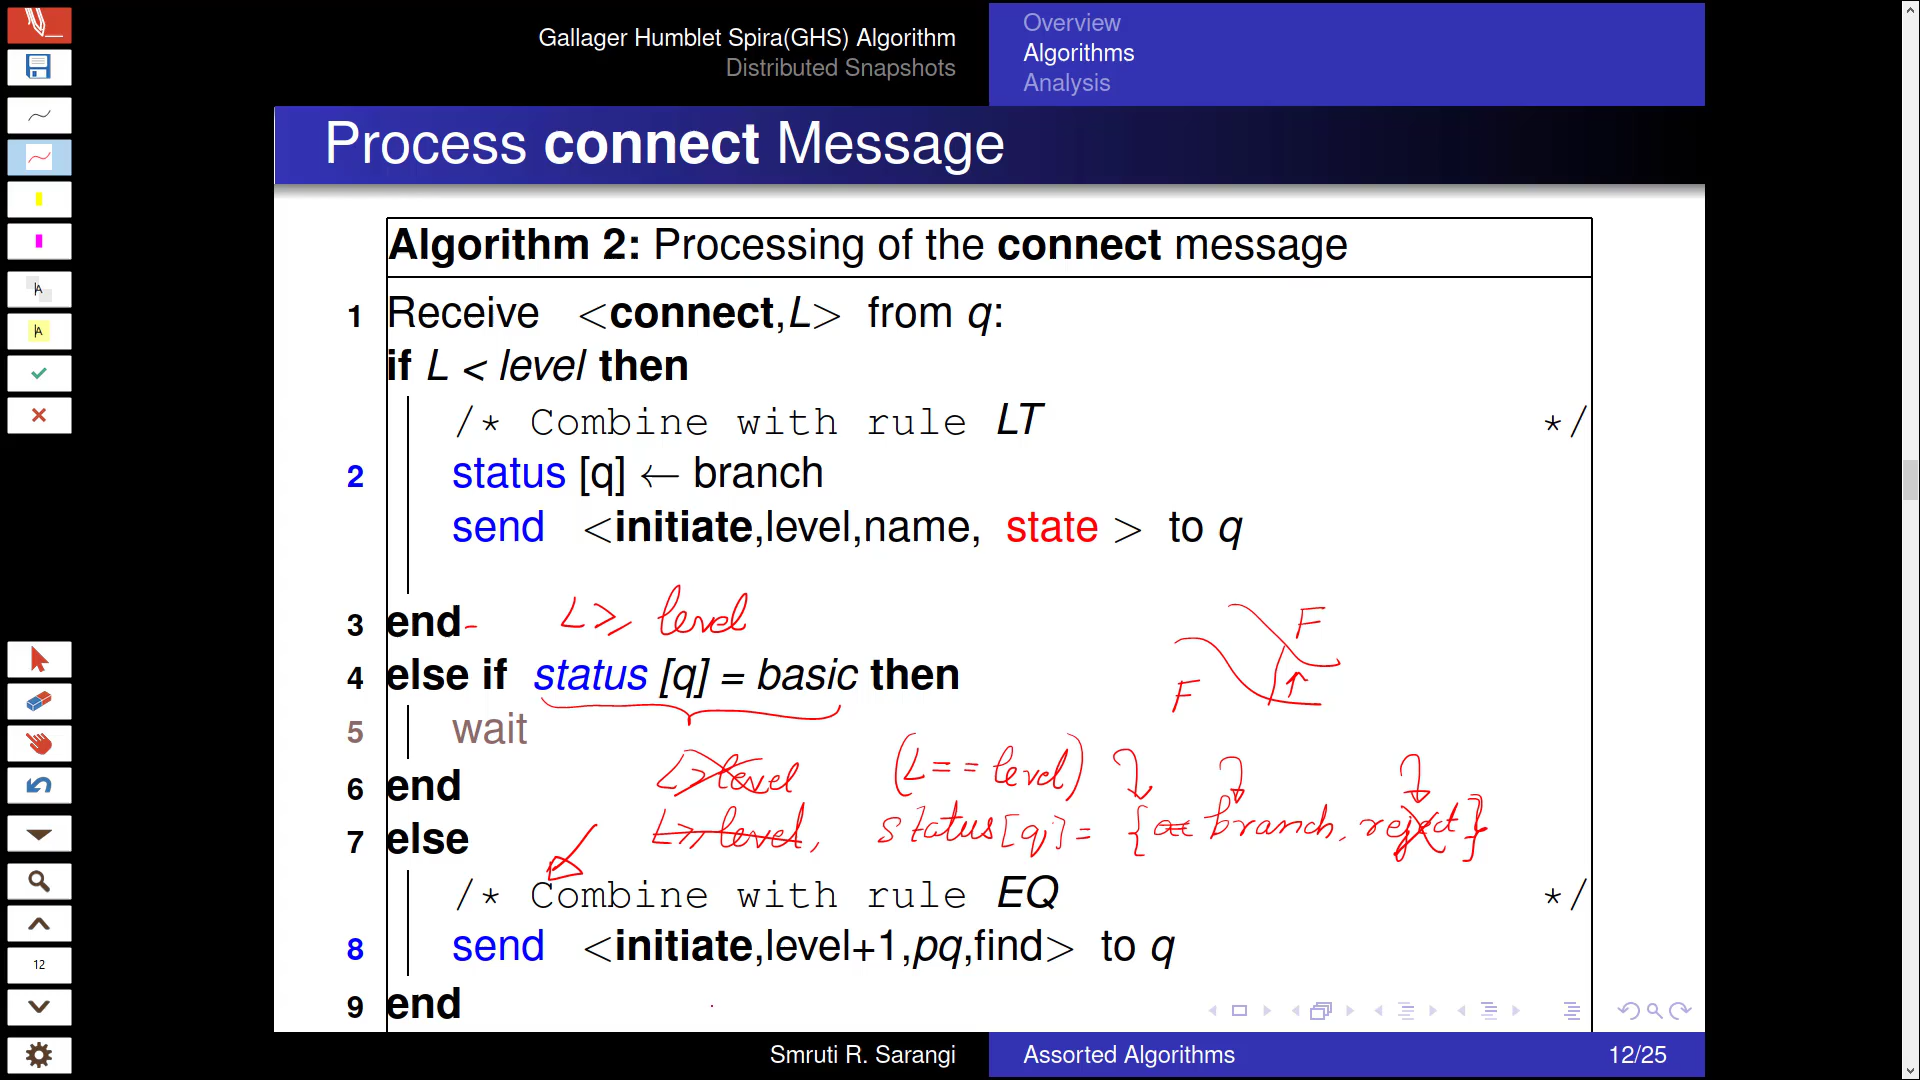 Gallager Humblet Spira(GHS) Algorithm
Distributed Snapshots
Overview
Algorithms
Analysis
Process connect Message
Algorithm 2: Processing of the connect message
1 Receive <connect,L> from q:
if L < level then
/* Combine with rule LT */
2 status [q] ← branch
send <initiate,level,name, state > to q
3 end
L ≥ level
F
4 else if status [q] = basic then
F
5 wait
L > level (L == level)
6 end
L ≥ level, status[q] = { branch, reject}
7 else
/* Combine with rule EQ */
8 send <initiate,level+1,pq,find> to q
9 end
Smruti R. Sarangi
Assorted Algorithms
12/25
12
A
A